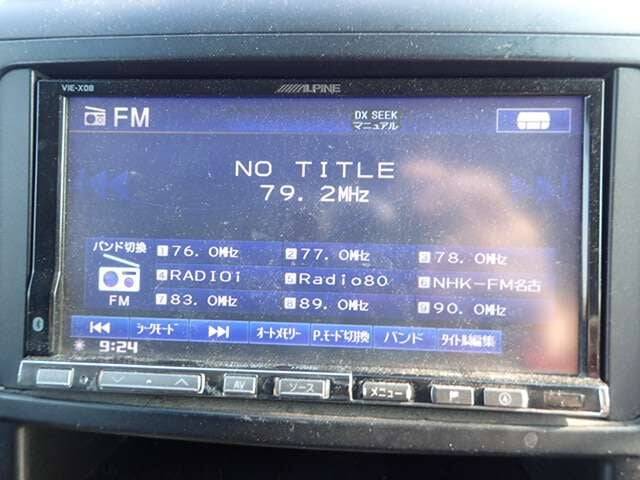 VIE-X08 ALPINE
FM DX SEEK
マニュアル
NO TITLE
79.2MHz
バンド切換 1 76.0MHz 2 77.0MHz 3 78.0MHz
4 RADIOi 5 Radio80 6 NHK-FM名古
FM 7 83.0MHz 8 89.0MHz 9 90.0MHz
シークモード オートメモリー P.モード切換 バンド タイトル編集
9:24
AV ソース メニュー P A